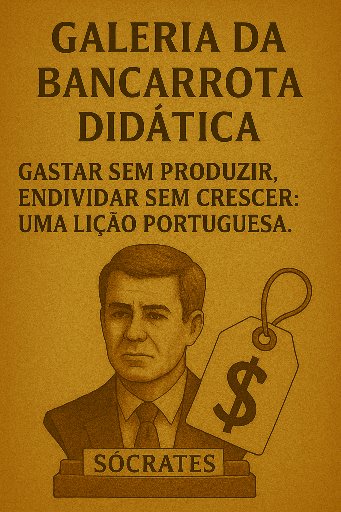 GALERIA DA
BANCARROTA
DIDÁTICA
GASTAR SEM PRODUZIR,
ENDIVIDAR SEM CRESCER:
UMA LIÇÃO PORTUGUESA.
$
SÓCRATES